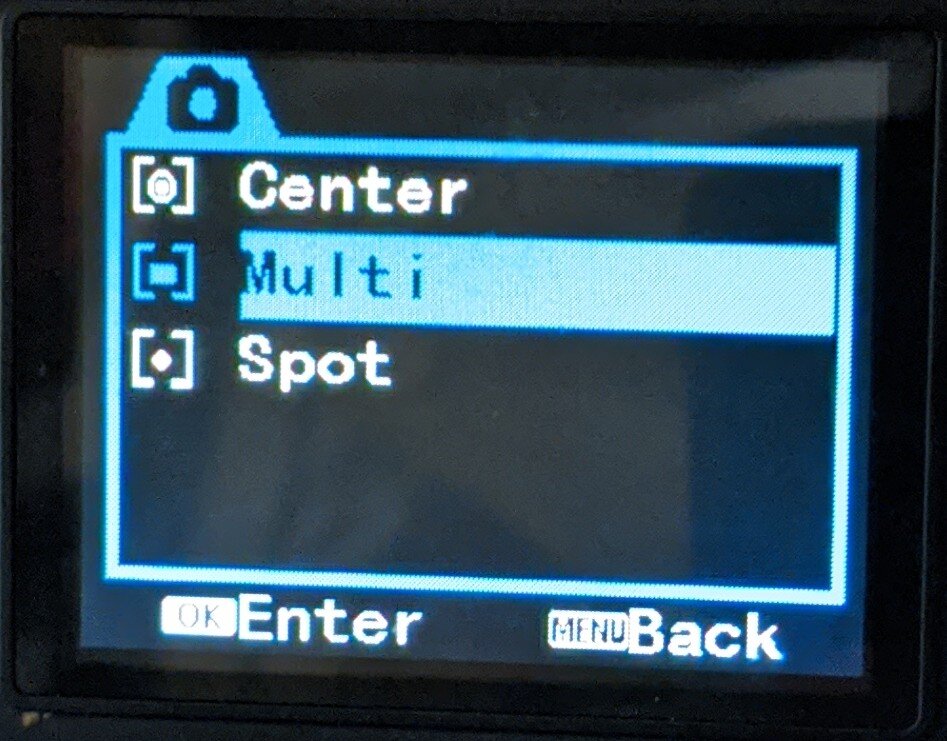 Center
Multi
Spot
OK Enter MENU Back